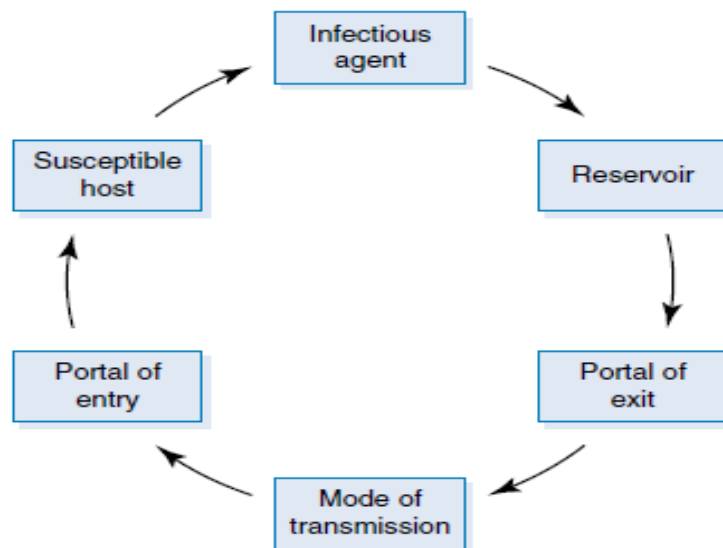 Infectious
agent
Reservoir
Portal of
exit
Mode of
transmission
Portal of
entry
Susceptible
host